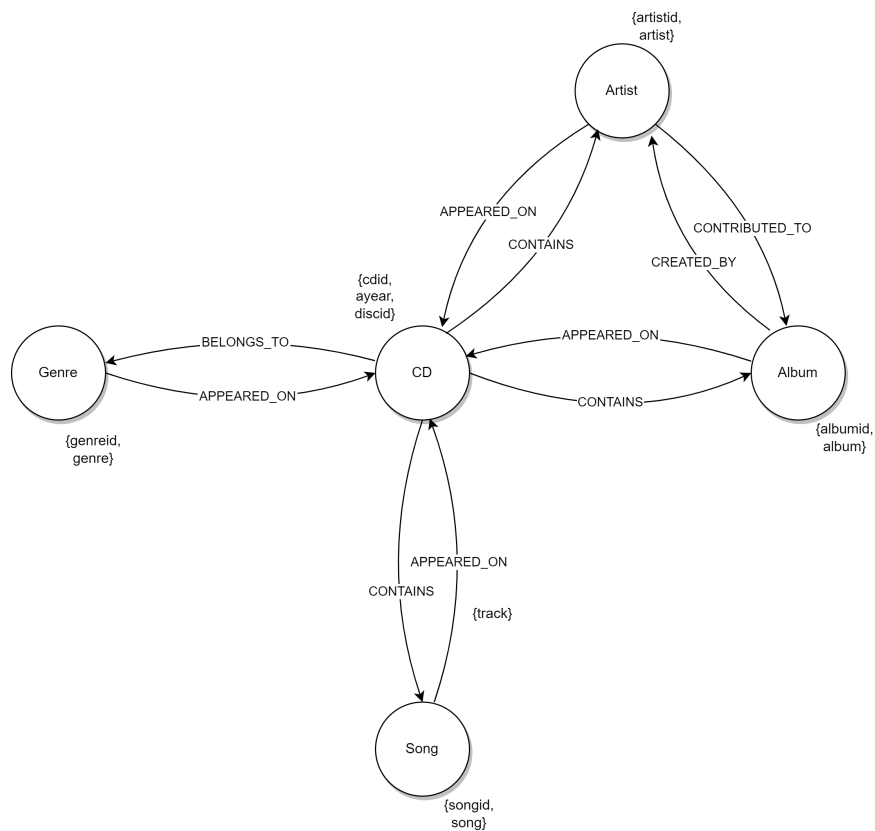 {artistid,
artist}
Artist
APPEARED_ON
CONTRIBUTED_TO
CONTAINS
CREATED_BY
{cdid,
ayear,
discid}
BELONGS_TO
APPEARED_ON
Genre
CD
Album
APPEARED_ON
CONTAINS
{genreid,
genre}
{albumid,
album}
APPEARED_ON
CONTAINS
{track}
Song
{songid,
song}